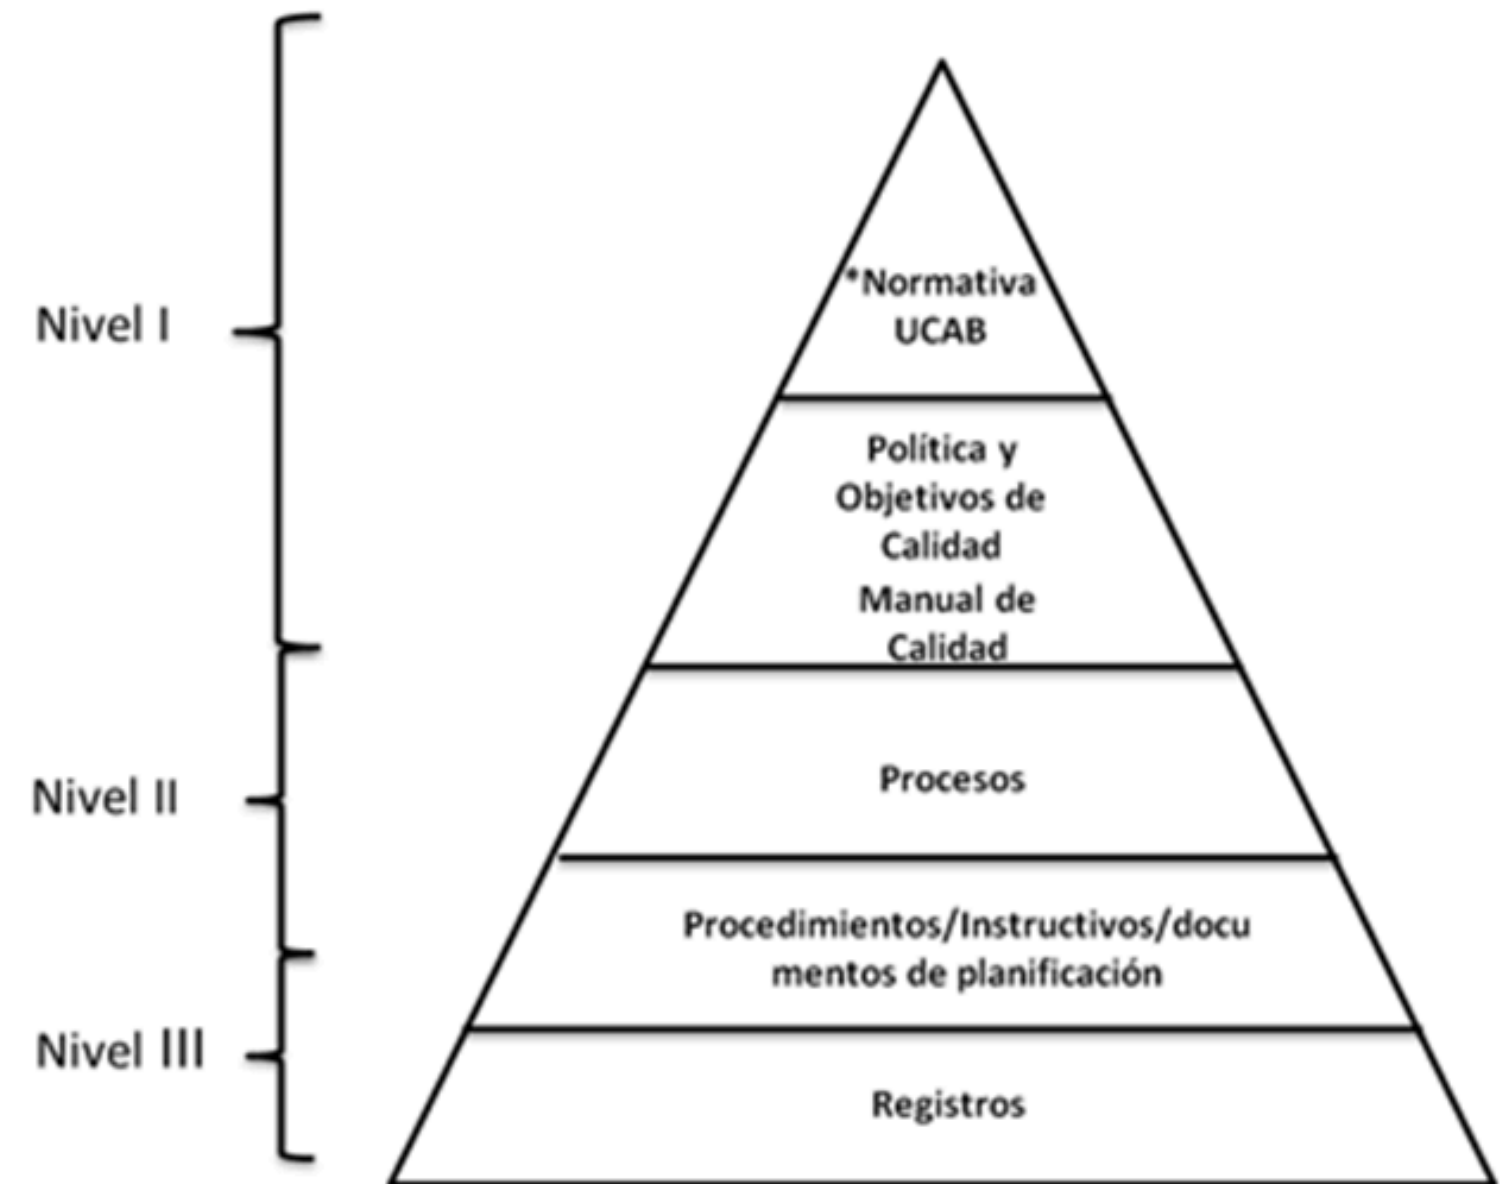 *Normativa
UCAB
Nivel I
Política y
Objetivos de
Calidad
Manual de
Calidad
Procesos
Nivel II
Procedimientos/Instructivos/docu
mentos de planificación
Nivel III
Registros